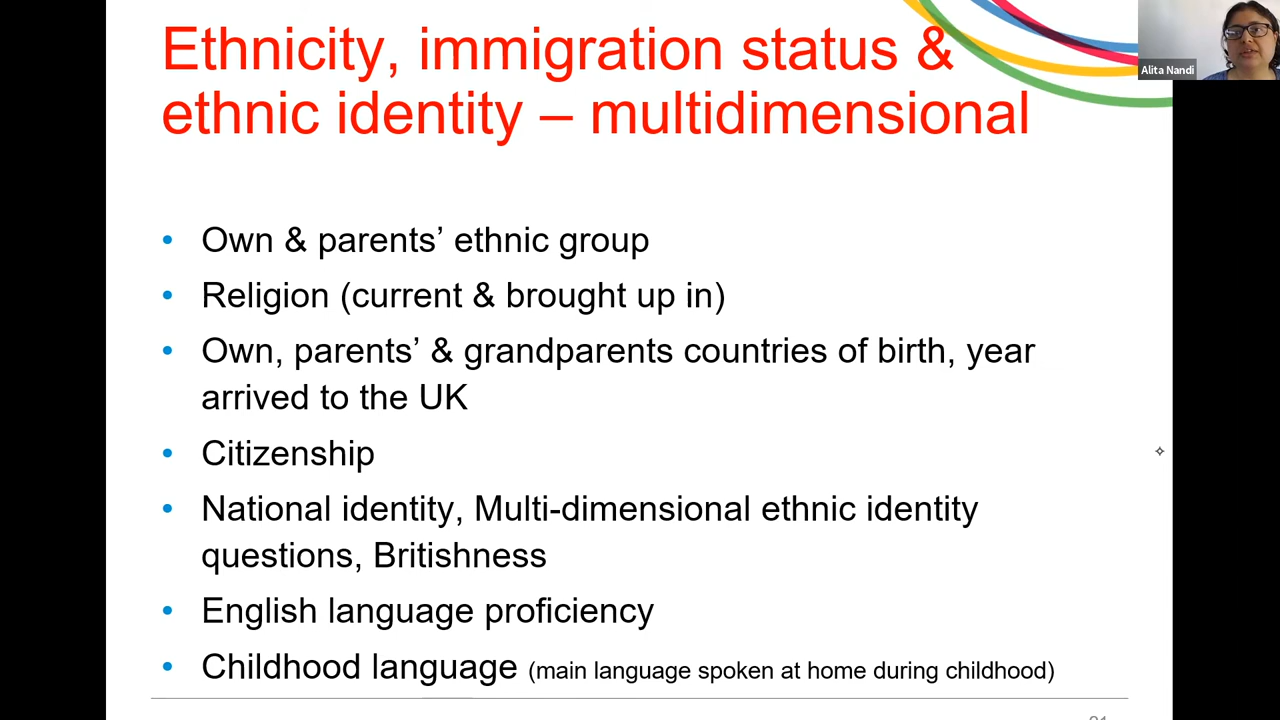 Ethnicity, immigration status &
ethnic identity – multidimensional
Alita Nandi
• Own & parents’ ethnic group
• Religion (current & brought up in)
• Own, parents’ & grandparents countries of birth, year
arrived to the UK
• Citizenship
• National identity, Multi-dimensional ethnic identity
questions, Britishness
• English language proficiency
• Childhood language (main language spoken at home during childhood)